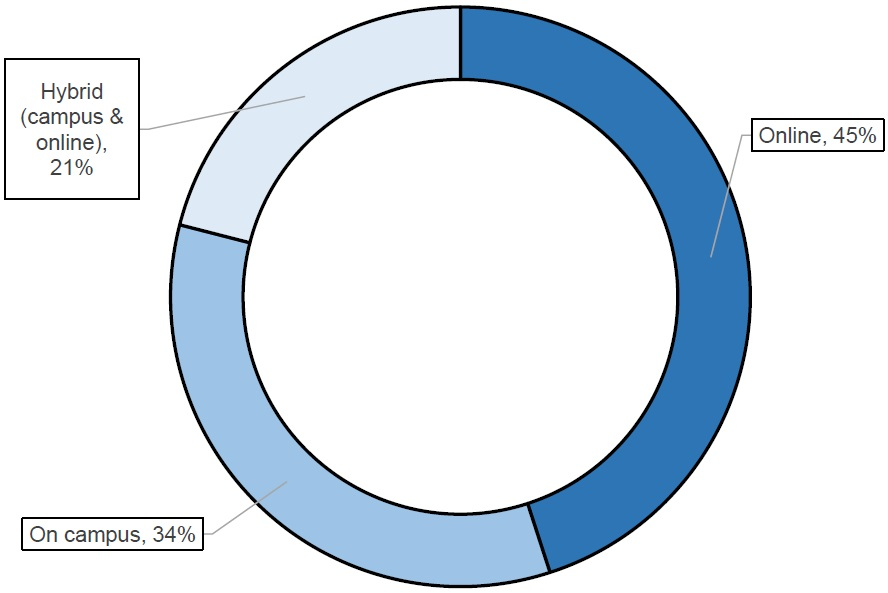 Hybrid
(campus &
online),
21%
Online, 45%
On campus, 34%